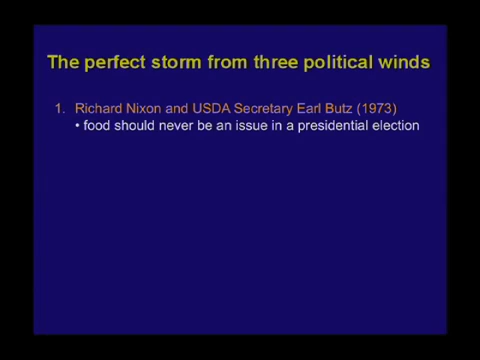 The perfect storm from three political winds
1. Richard Nixon and USDA Secretary Earl Butz (1973)
• food should never be an issue in a presidential election